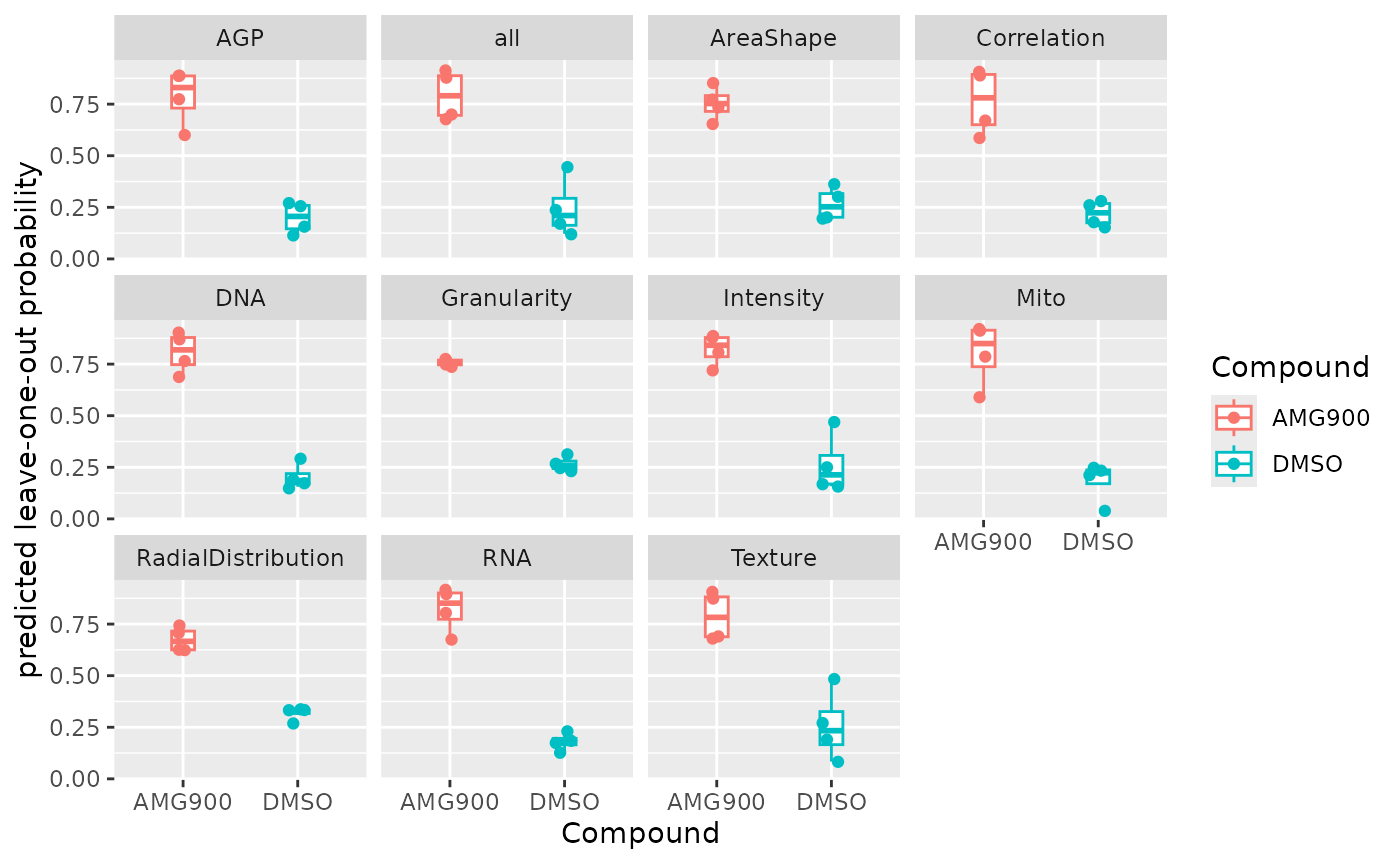 predicted leave-one-out probability
AGP
all
AreaShape
Correlation
0.75
0.50
0.25
0.00
DNA
Granularity
Intensity
Mito
0.75
0.50
0.25
0.00
AMG900
DMSO
RadialDistribution
RNA
Texture
0.75
0.50
0.25
0.00
AMG900
DMSO
AMG900
DMSO
AMG900
DMSO
Compound
Compound
AMG900
DMSO